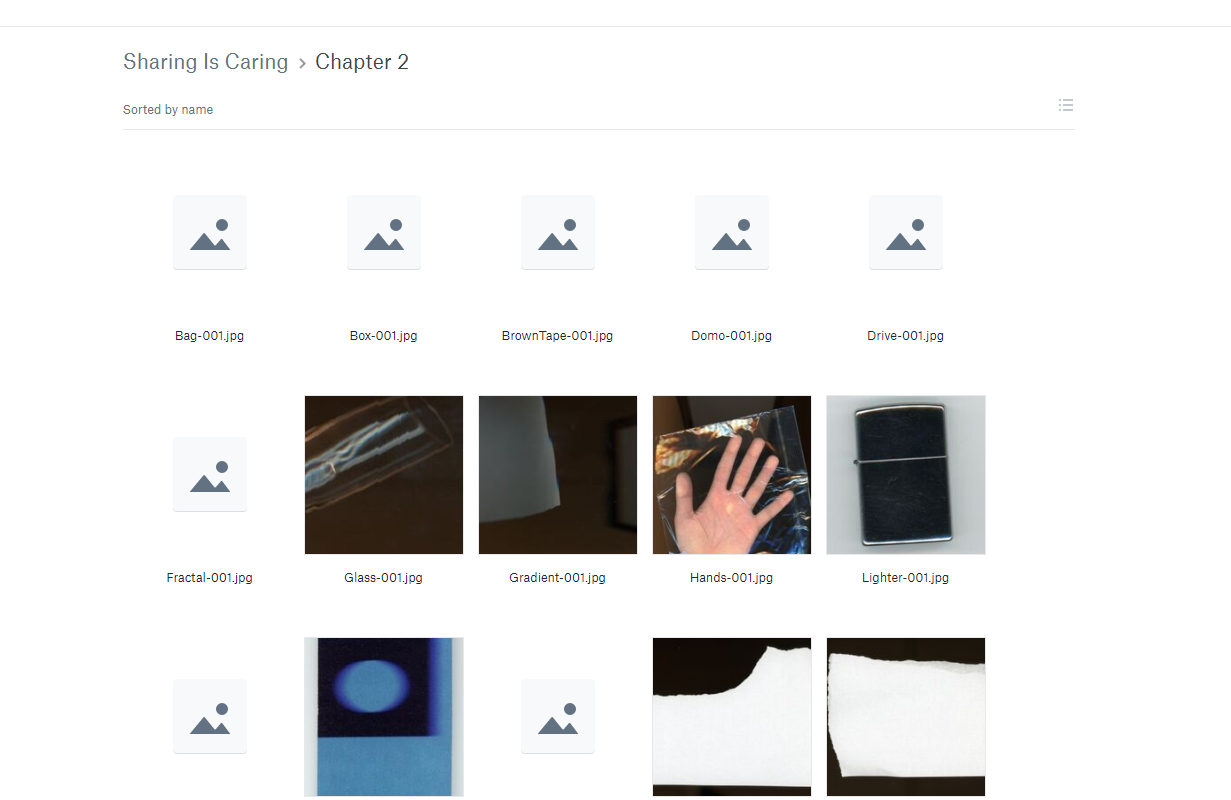 Sharing Is Caring › Chapter 2
Sorted by name
Bag-001.jpg
Box-001.jpg
BrownTape-001.jpg
Domo-001.jpg
Drive-001.jpg
Fractal-001.jpg
Glass-001.jpg
Gradient-001.jpg
Hands-001.jpg
Lighter-001.jpg